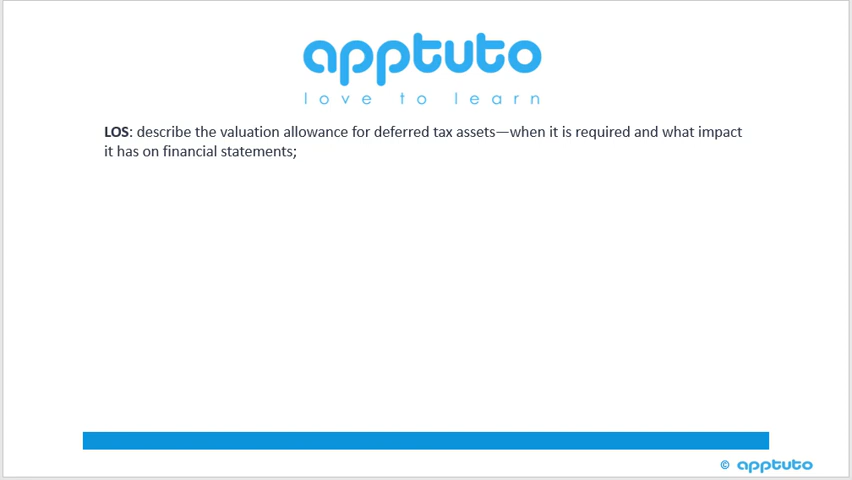 apptuto
love to learn
LOS: describe the valuation allowance for deferred tax assets—when it is required and what impact
it has on financial statements;
© apptuto